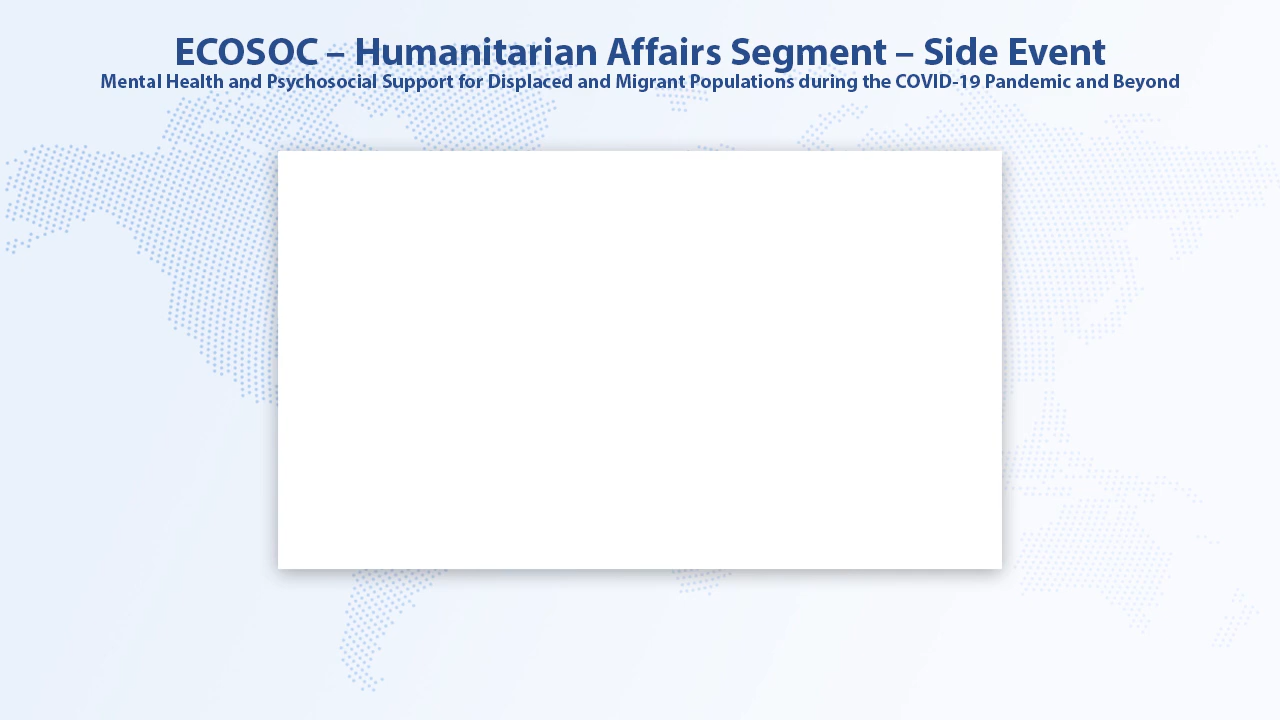 ECOSOC – Humanitarian Affairs Segment – Side Event
Mental Health and Psychosocial Support for Displaced and Migrant Populations during the COVID-19 Pandemic and Beyond